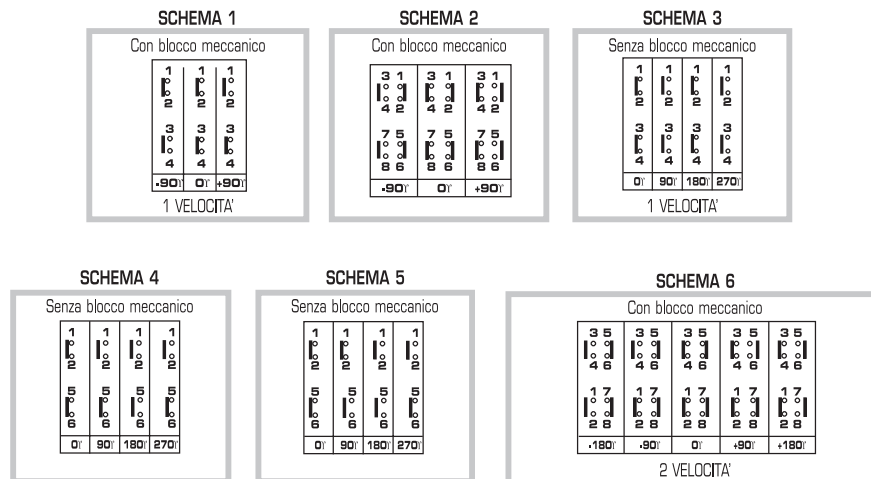 SCHEMA 1
Con blocco meccanico
1 1 1
2 2 2
3 3 3
4 4 4
-90° 0° +90°
1 VELOCITA'
SCHEMA 2
Con blocco meccanico
3 1 3 1 3 1
4 2 4 2 4 2
7 5 7 5 7 5
8 6 8 6 8 6
-90° 0° +90°
SCHEMA 3
Senza blocco meccanico
1 1 1 1
2 2 2 2
3 3 3 3
4 4 4 4
0° 90° 180° 270°
1 VELOCITA'
SCHEMA 4
Senza blocco meccanico
1 1 1 1
2 2 2 2
5 5 5 5
6 6 6 6
0° 90° 180° 270°
SCHEMA 5
Senza blocco meccanico
1 1 1 1
2 2 2 2
5 5 5 5
6 6 6 6
0° 90° 180° 270°
SCHEMA 6
Con blocco meccanico
3 5 3 5 3 5 3 5 3 5
4 6 4 6 4 6 4 6 4 6
1 7 1 7 1 7 1 7 1 7
2 8 2 8 2 8 2 8 2 8
-180° -90° 0° +90° +180°
2 VELOCITA'